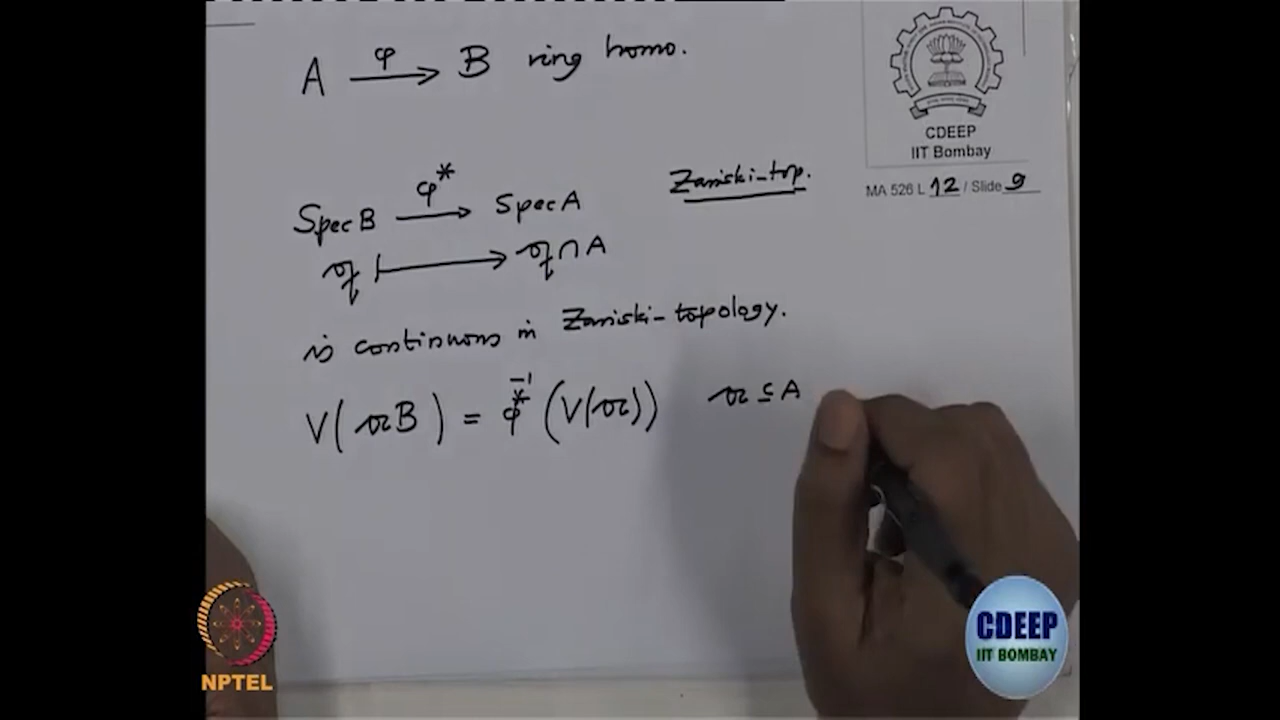 A —φ→ B ring homo.
CDEEP
IIT Bombay
MA 526 L 12 / Slide 9
Zariski-top.
Spec B —φ*→ Spec A
𝔮 ⟼ 𝔮 ∩ A
is continuous in Zariski-topology.
V(𝔞B) = φ*⁻¹(V(𝔞)) 𝔞 ⊆ A
CDEEP
IIT BOMBAY
NPTEL